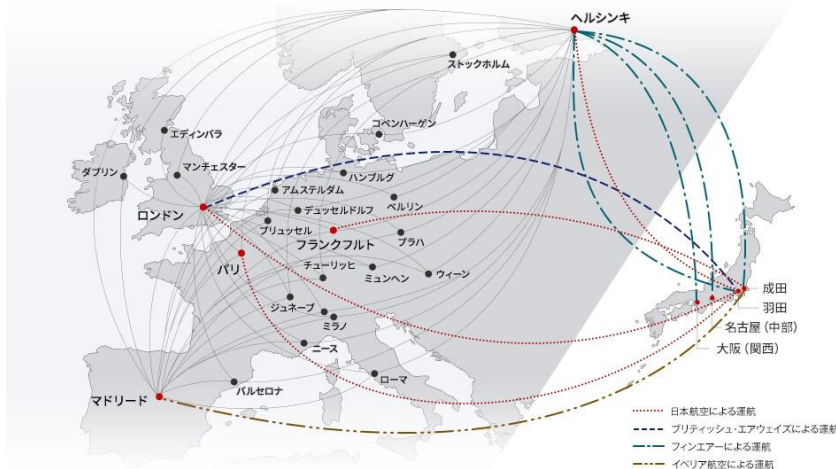 ヘルシンキ
ストックホルム
コペンハーゲン
エディンバラ
マンチェスター
ダブリン
ハンブルグ
アムステルダム
ベルリン
ロンドン
デュッセルドルフ
ブリュッセル
プラハ
フランクフルト
パリ
チューリッヒ
ミュンヘン
ウィーン
ジュネーブ
ミラノ
ニース
ローマ
バルセロナ
マドリード
成田
羽田
名古屋(中部)
大阪(関西)
日本航空による運航
ブリティッシュ・エアウェイズによる運航
フィンエアーによる運航
イベリア航空による運航